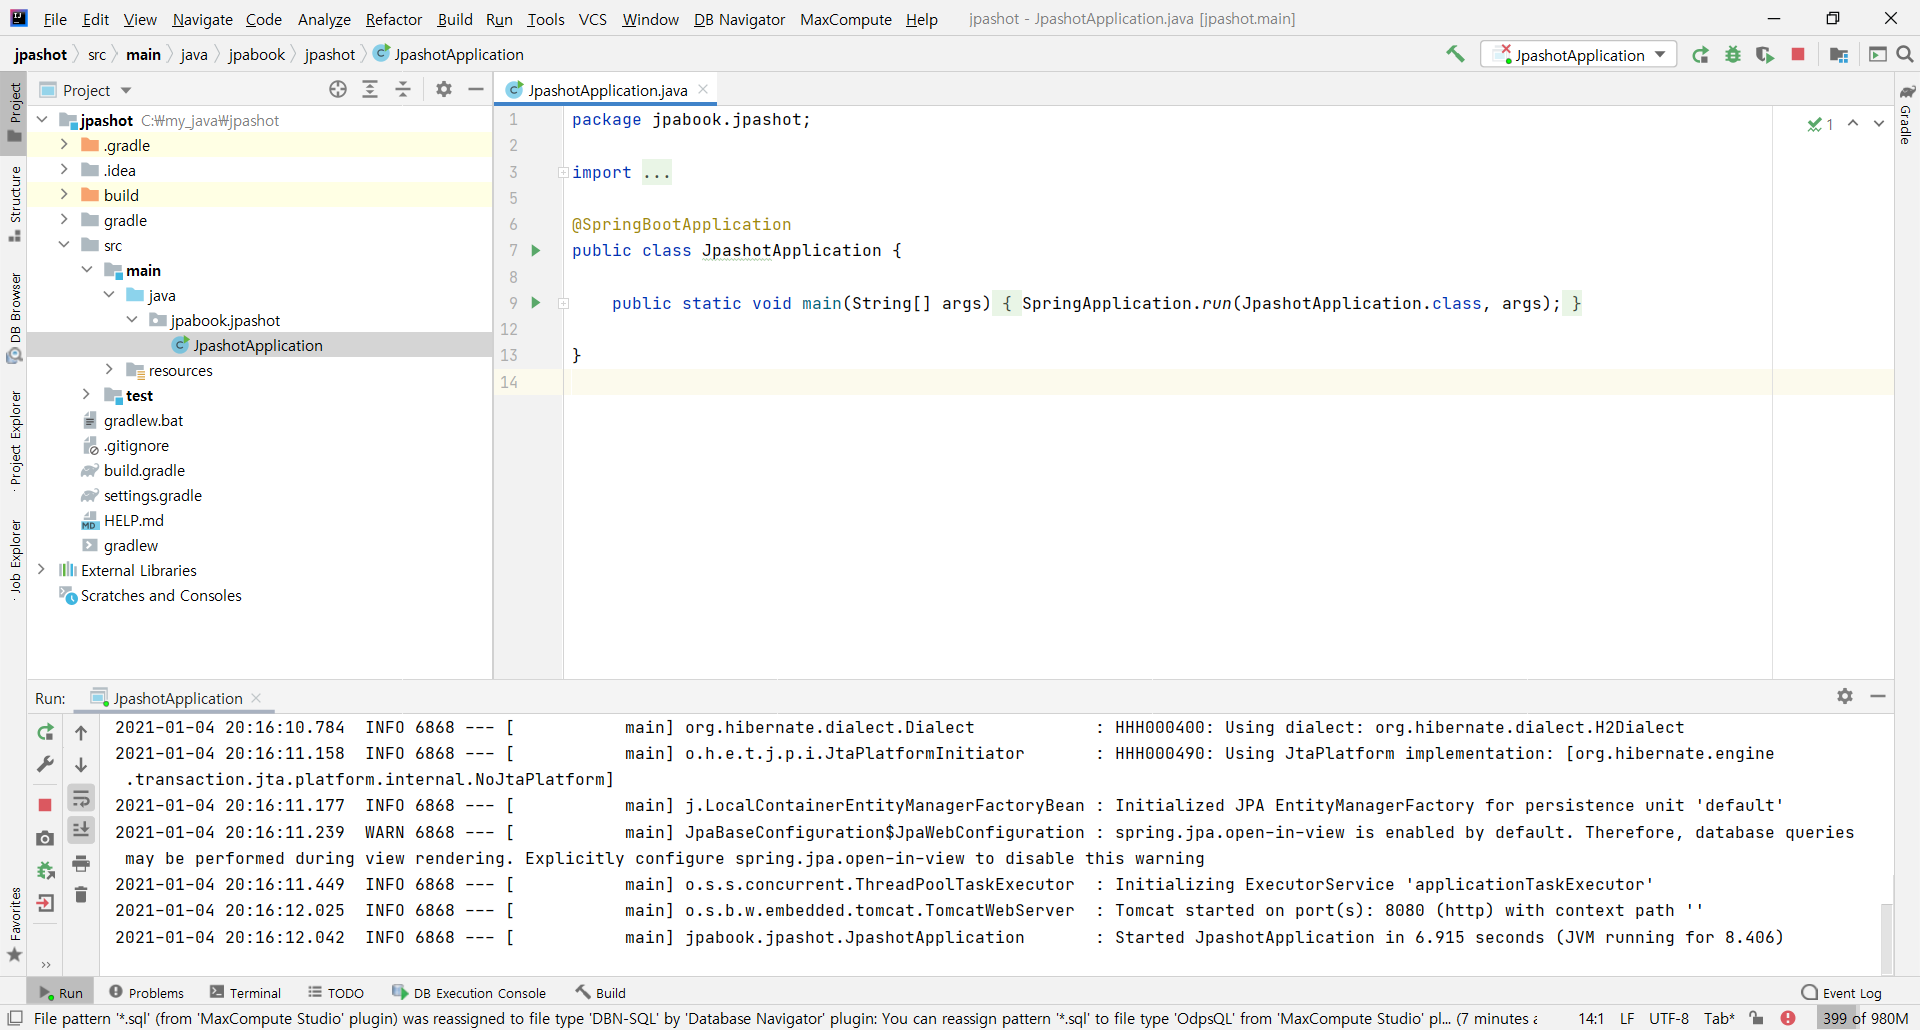 File Edit View Navigate Code Analyze Refactor Build Run Tools VCS Window DB Navigator MaxCompute Help jpashot - JpashotApplication.java [jpashot.main]
jpashot src main java jpabook jpashot JpashotApplication
JpashotApplication
Project
JpashotApplication.java
Project
Structure
DB Browser
Project Explorer
Job Explorer
Favorites
Gradle
jpashot C:₩my_java₩jpashot
.gradle
.idea
build
gradle
src
main
java
jpabook.jpashot
JpashotApplication
resources
test
gradlew.bat
.gitignore
build.gradle
settings.gradle
HELP.md
gradlew
External Libraries
Scratches and Consoles
1 package jpabook.jpashot;
2
3 import ...
5
6 @SpringBootApplication
7 public class JpashotApplication {
8
9 public static void main(String[] args) { SpringApplication.run(JpashotApplication.class, args); }
12
13 }
14
1
Run: JpashotApplication
2021-01-04 20:16:10.784 INFO 6868 --- [ main] org.hibernate.dialect.Dialect : HHH000400: Using dialect: org.hibernate.dialect.H2Dialect
2021-01-04 20:16:11.158 INFO 6868 --- [ main] o.h.e.t.j.p.i.JtaPlatformInitiator : HHH000490: Using JtaPlatform implementation: [org.hibernate.engine
.transaction.jta.platform.internal.NoJtaPlatform]
2021-01-04 20:16:11.177 INFO 6868 --- [ main] j.LocalContainerEntityManagerFactoryBean : Initialized JPA EntityManagerFactory for persistence unit 'default'
2021-01-04 20:16:11.239 WARN 6868 --- [ main] JpaBaseConfiguration$JpaWebConfiguration : spring.jpa.open-in-view is enabled by default. Therefore, database queries
may be performed during view rendering. Explicitly configure spring.jpa.open-in-view to disable this warning
2021-01-04 20:16:11.449 INFO 6868 --- [ main] o.s.s.concurrent.ThreadPoolTaskExecutor : Initializing ExecutorService 'applicationTaskExecutor'
2021-01-04 20:16:12.025 INFO 6868 --- [ main] o.s.b.w.embedded.tomcat.TomcatWebServer : Tomcat started on port(s): 8080 (http) with context path ''
2021-01-04 20:16:12.042 INFO 6868 --- [ main] jpabook.jpashot.JpashotApplication : Started JpashotApplication in 6.915 seconds (JVM running for 8.406)
Run Problems Terminal TODO DB Execution Console Build Event Log
File pattern '*.sql' (from 'MaxCompute Studio' plugin) was reassigned to file type 'DBN-SQL' by 'Database Navigator' plugin: You can reassign pattern '*.sql' to file type 'OdpsQL' from 'MaxCompute Studio' pl... (7 minutes a 14:1 LF UTF-8 Tab* 399 of 980M